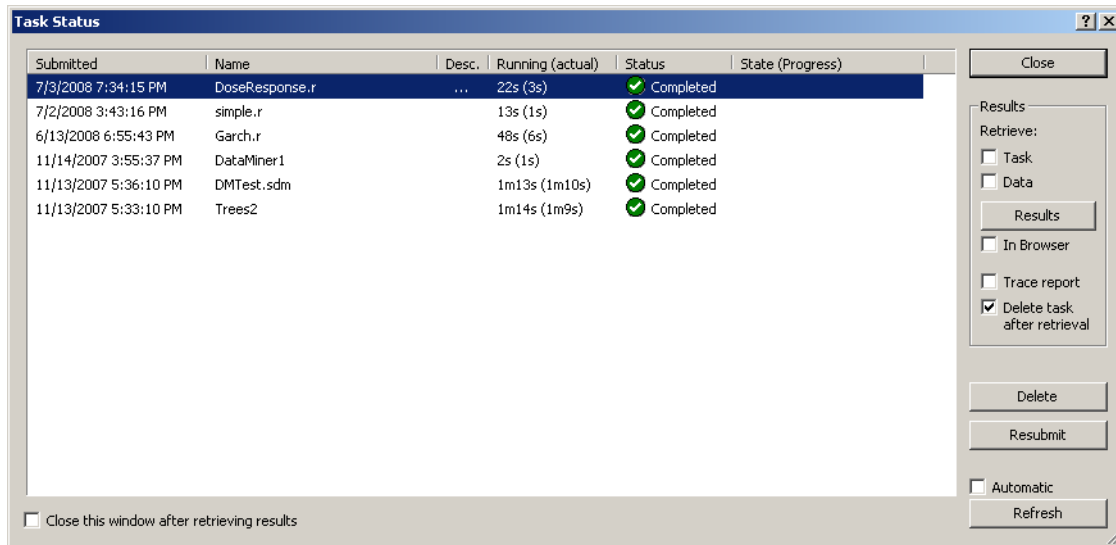 Task Status
Submitted Name Desc. Running (actual) Status State (Progress)
7/3/2008 7:34:15 PM DoseResponse.r ... 22s (3s) Completed
7/2/2008 3:43:16 PM simple.r 13s (1s) Completed
6/13/2008 6:55:43 PM Garch.r 48s (6s) Completed
11/14/2007 3:55:37 PM DataMiner1 2s (1s) Completed
11/13/2007 5:36:10 PM DMTest.sdm 1m13s (1m10s) Completed
11/13/2007 5:33:10 PM Trees2 1m14s (1m9s) Completed
Close this window after retrieving results
Close
Results
Retrieve:
Task
Data
Results
In Browser
Trace report
Delete task
after retrieval
Delete
Resubmit
Automatic
Refresh